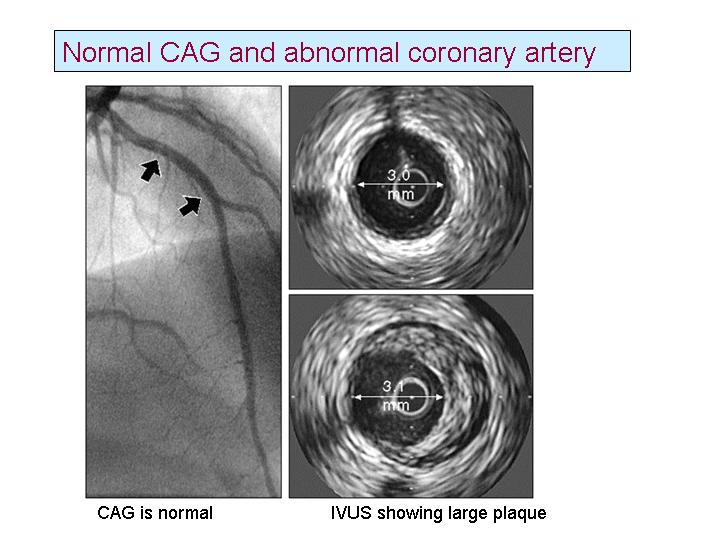 Normal CAG and abnormal coronary artery
3.0
mm
3.1
mm
CAG is normal
IVUS showing large plaque